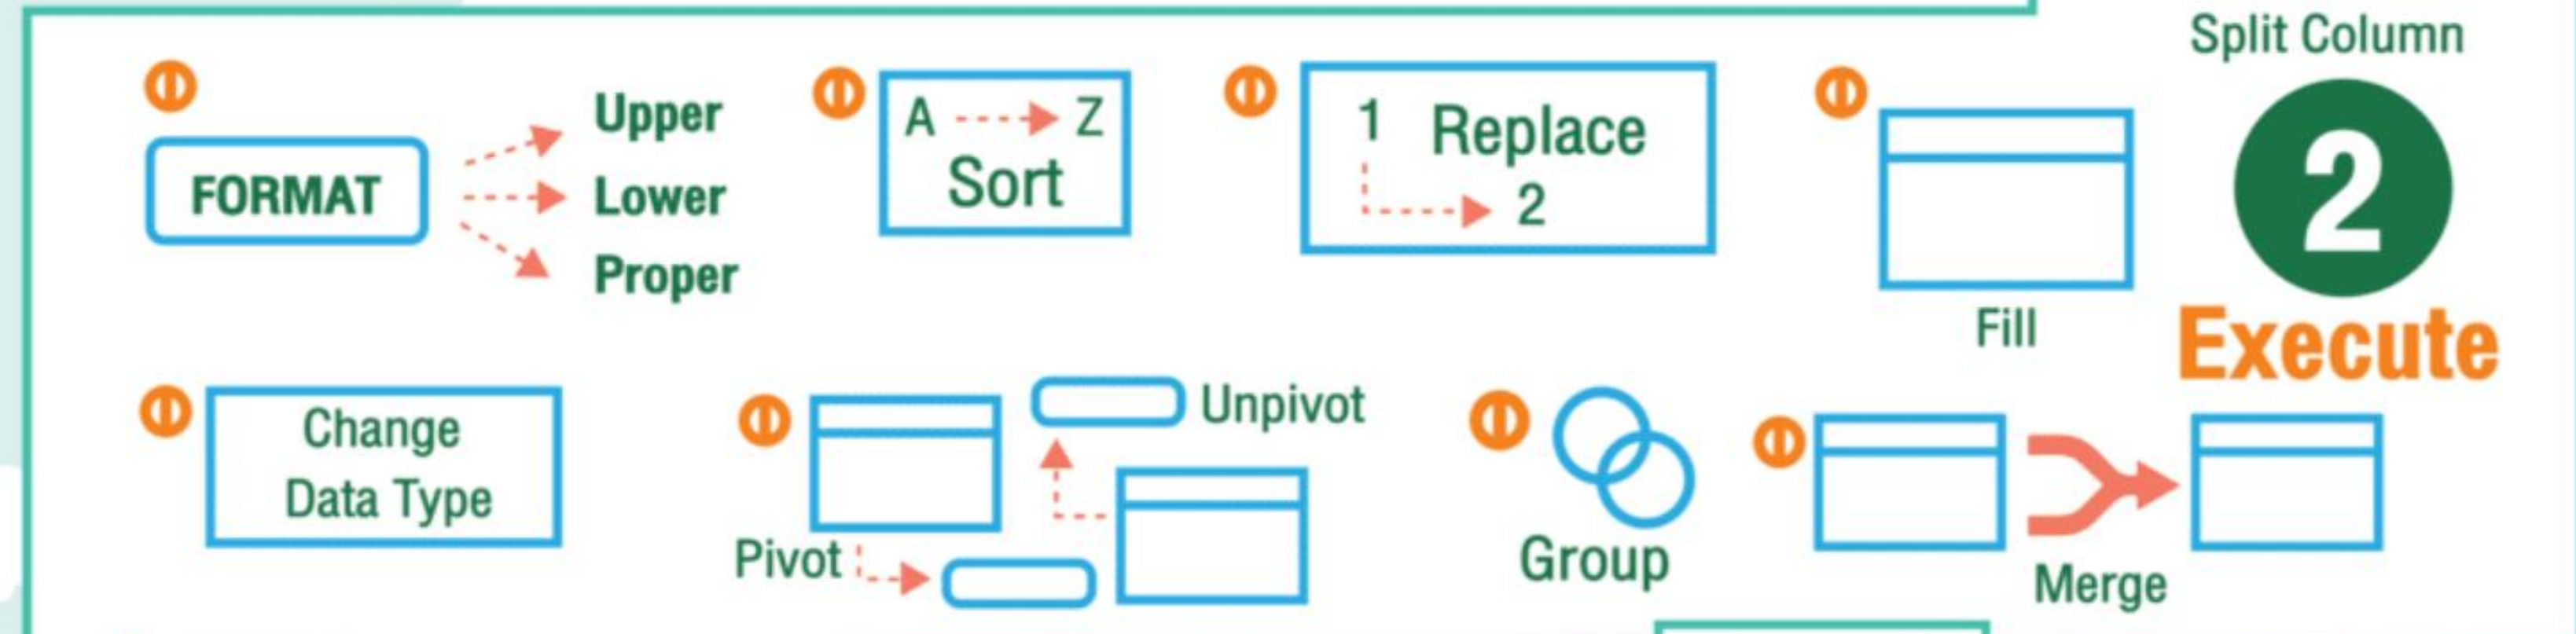 Split Column
FORMAT
Upper
Lower
Proper
A Z
Sort
1 Replace
2
Fill
2
Execute
Change
Data Type
Pivot
Unpivot
Group
Merge